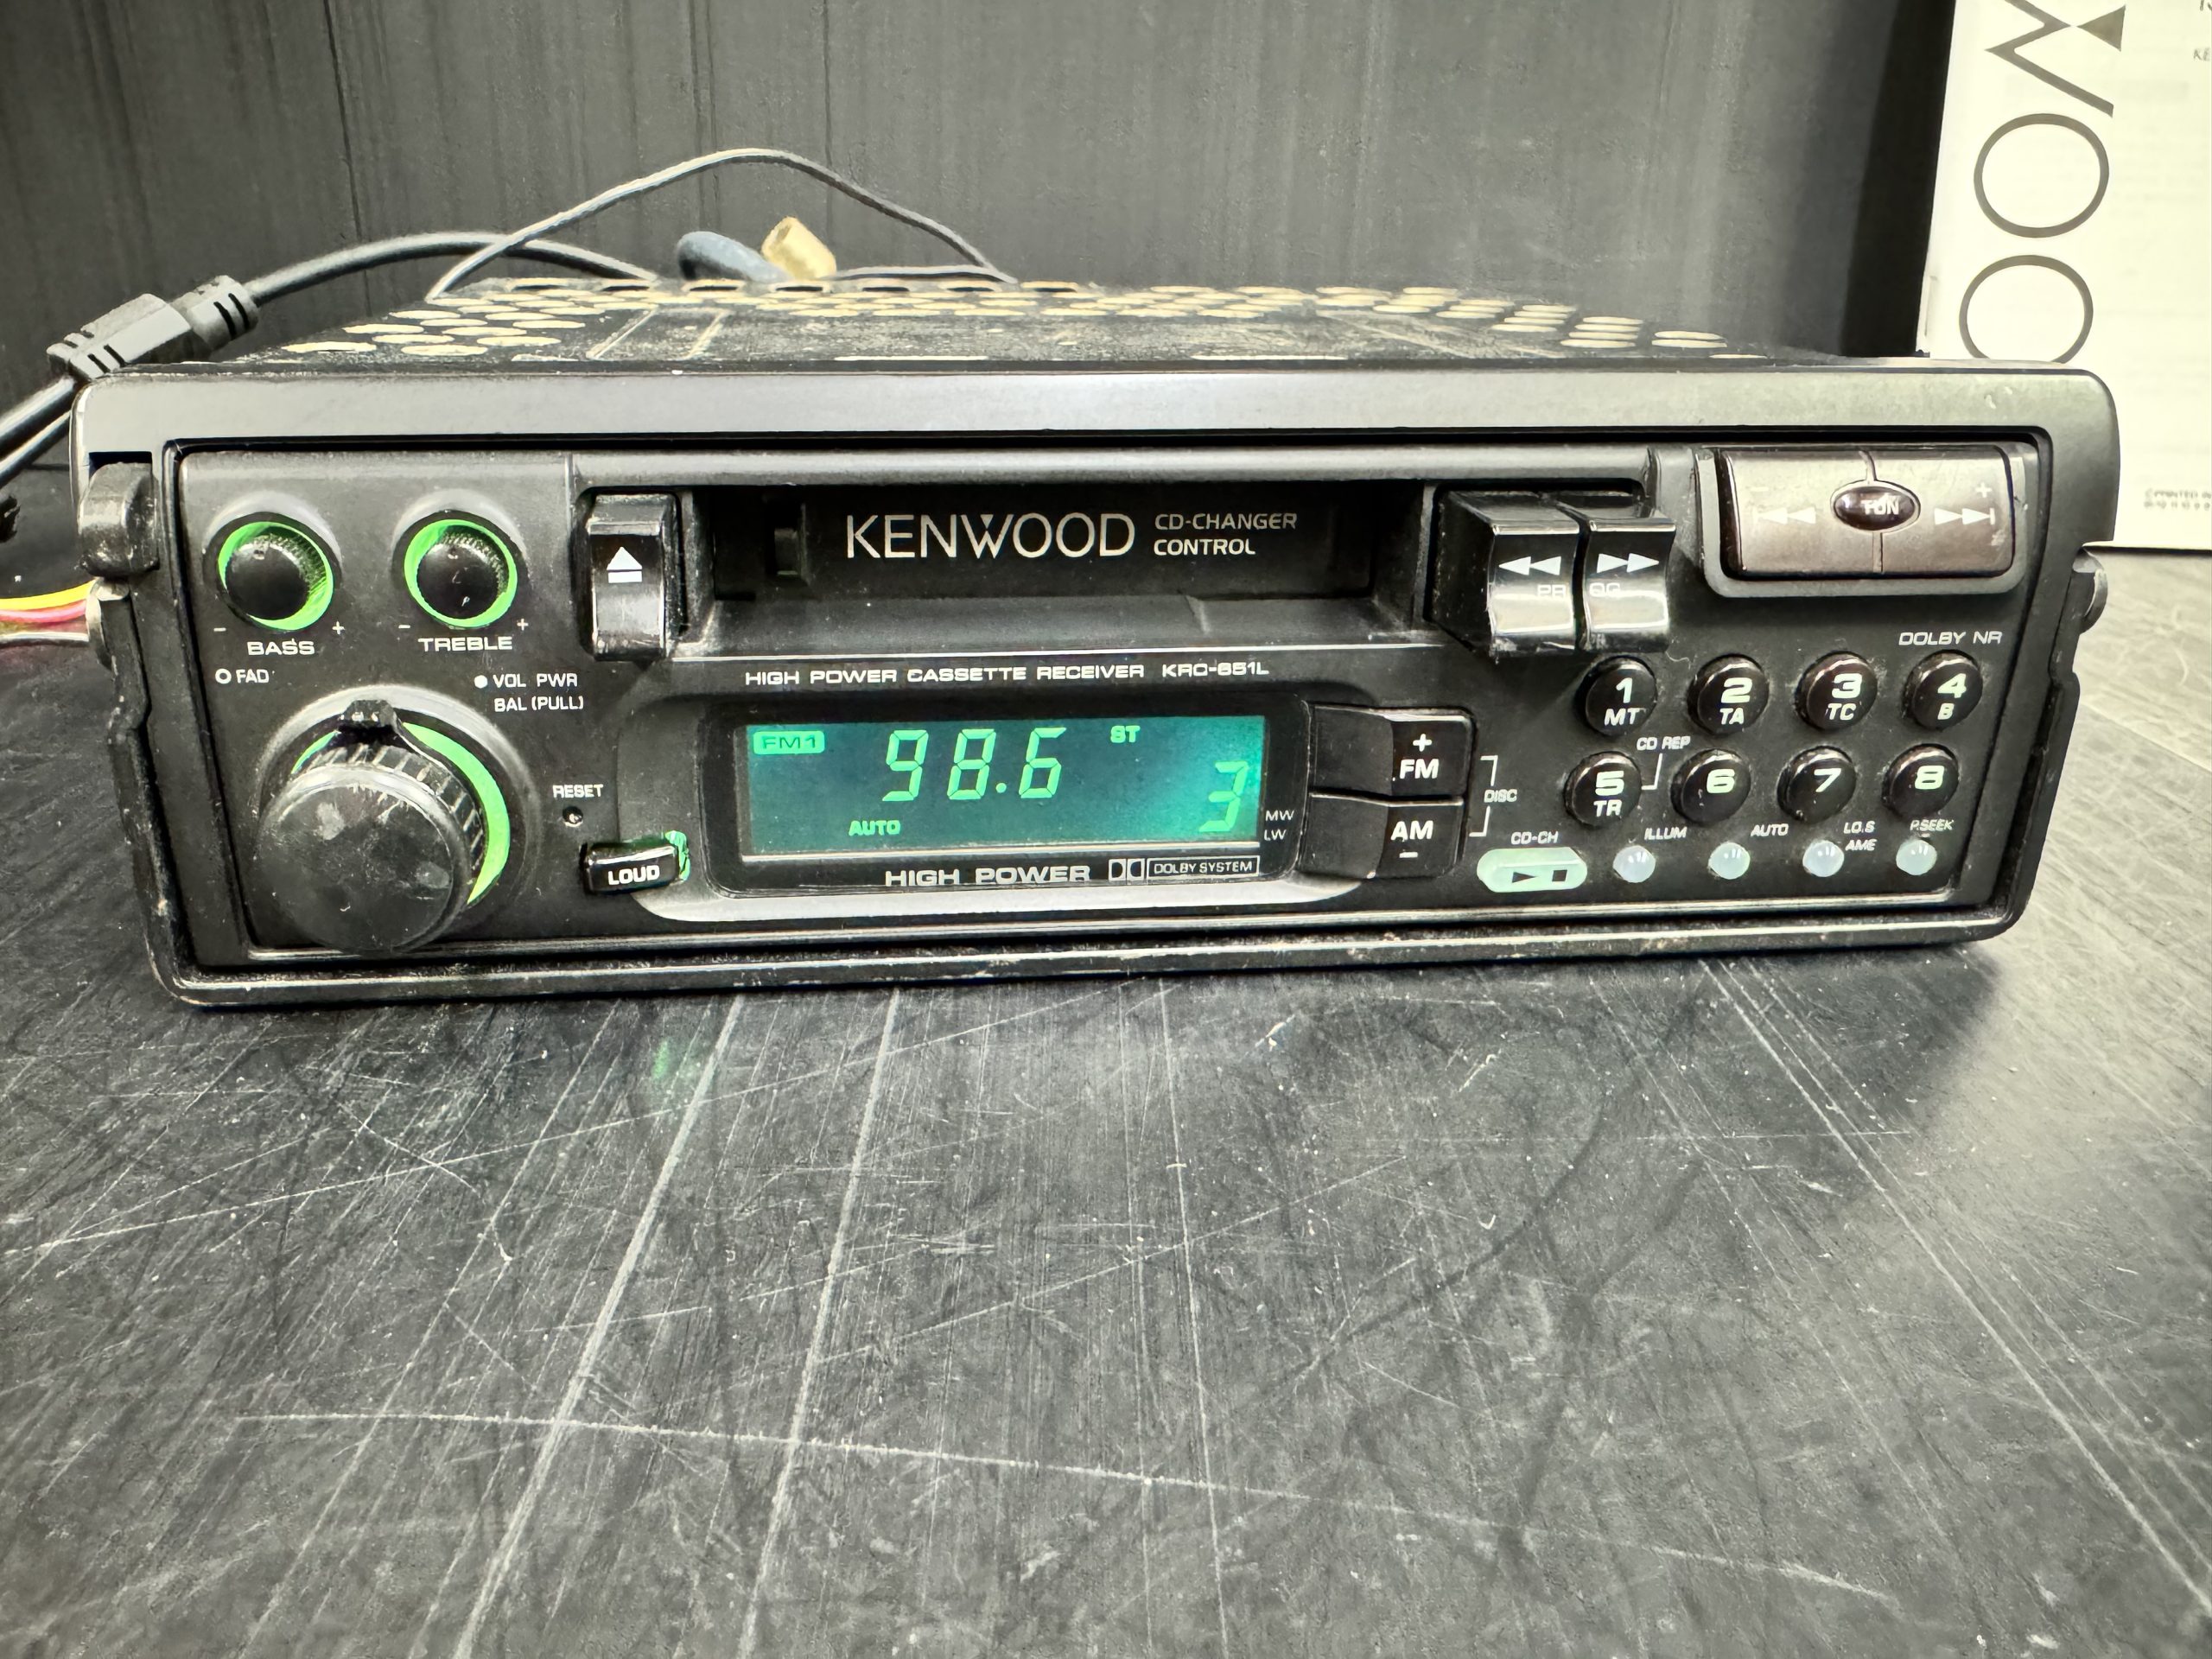 KENWOOD
CD-CHANGER
CONTROL
TUN
- BASS +
- TREBLE +
FAD
VOL PWR
BAL (PULL)
HIGH POWER CASSETTE RECEIVER KRC-851L
FM1
98.6
ST
3
AUTO
MW
LW
RESET
LOUD
HIGH POWER
DOLBY SYSTEM
+
FM
AM
-
DISC
DOLBY NR
1
MT
2
TA
3
TC
4
B
CD REP
5
TR
6
7
8
CD-CH
ILLUM
AUTO
LO.S
AME
P.SEEK
WOO